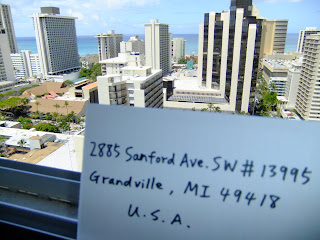 2885 Sanford Ave. SW # 13995
Grandville, MI 49418
U.S.A.